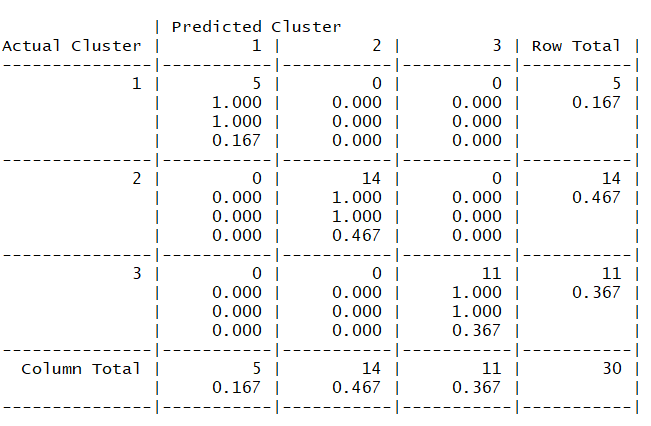 | Predicted Cluster
Actual Cluster |         1 |         2 |         3 | Row Total |
---------------|-----------|-----------|-----------|-----------|
             1 |         5 |         0 |         0 |         5 |
               |     1.000 |     0.000 |     0.000 |     0.167 |
               |     1.000 |     0.000 |     0.000 |           |
               |     0.167 |     0.000 |     0.000 |           |
---------------|-----------|-----------|-----------|-----------|
             2 |         0 |        14 |         0 |        14 |
               |     0.000 |     1.000 |     0.000 |     0.467 |
               |     0.000 |     1.000 |     0.000 |           |
               |     0.000 |     0.467 |     0.000 |           |
---------------|-----------|-----------|-----------|-----------|
             3 |         0 |         0 |        11 |        11 |
               |     0.000 |     0.000 |     1.000 |     0.367 |
               |     0.000 |     0.000 |     1.000 |           |
               |     0.000 |     0.000 |     0.367 |           |
---------------|-----------|-----------|-----------|-----------|
  Column Total |         5 |        14 |        11 |        30 |
               |     0.167 |     0.467 |     0.367 |           |
---------------|-----------|-----------|-----------|-----------|